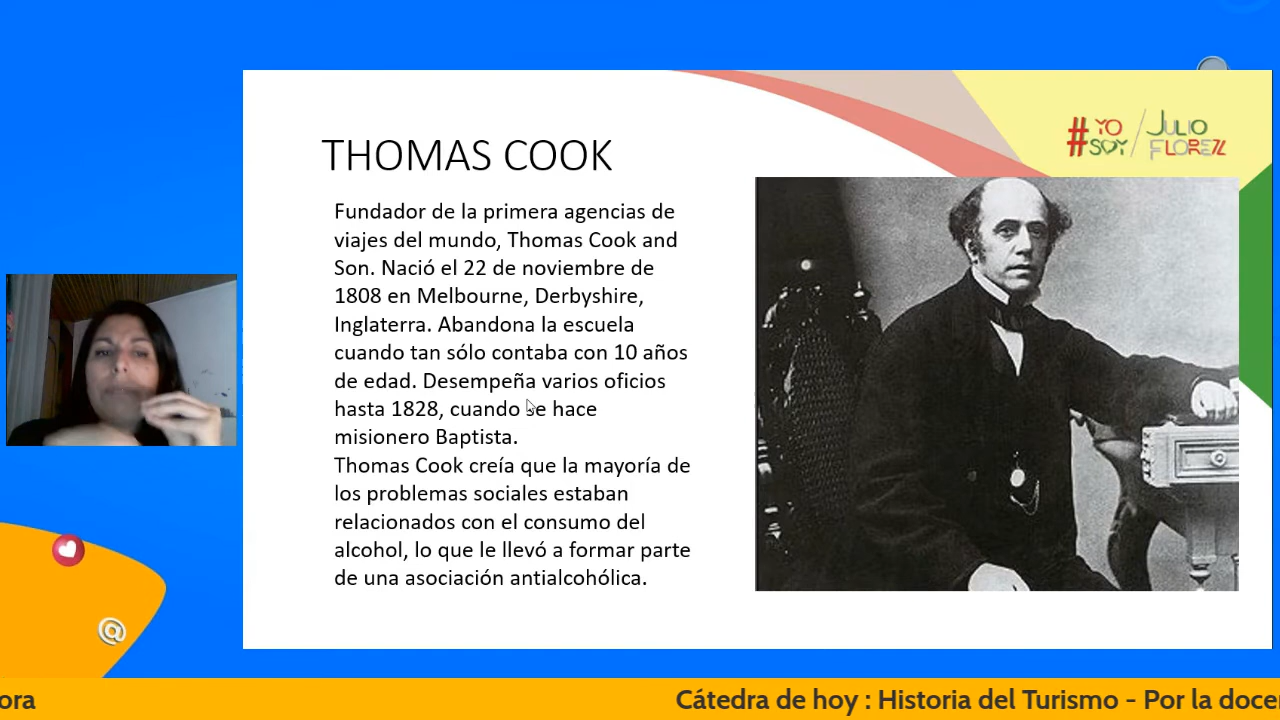 #YO SOY / JULIO FLOREZ
THOMAS COOK
Fundador de la primera agencias de
viajes del mundo, Thomas Cook and
Son. Nació el 22 de noviembre de
1808 en Melbourne, Derbyshire,
Inglaterra. Abandona la escuela
cuando tan sólo contaba con 10 años
de edad. Desempeña varios oficios
hasta 1828, cuando se hace
misionero Baptista.
Thomas Cook creía que la mayoría de
los problemas sociales estaban
relacionados con el consumo del
alcohol, lo que le llevó a formar parte
de una asociación antialcohólica.
@
ora
Cátedra de hoy : Historia del Turismo - Por la doce